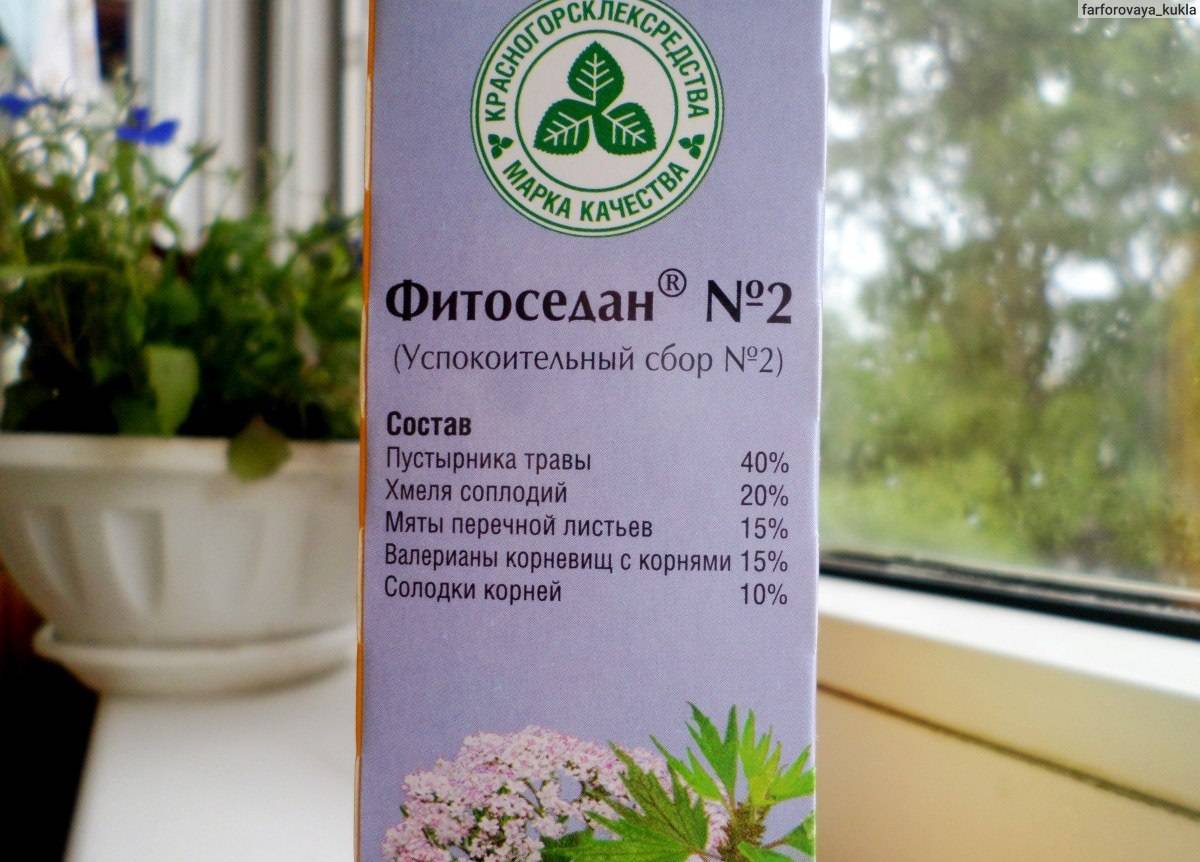 farforovaya_kukla
КРАСНОГОРСКЛЕКСРЕДСТВА
МАРКА КАЧЕСТВА
Фитоседан® №2
(Успокоительный сбор №2)
Состав
Пустырника травы 40%
Хмеля соплодий 20%
Мяты перечной листьев 15%
Валерианы корневищ с корнями 15%
Солодки корней 10%